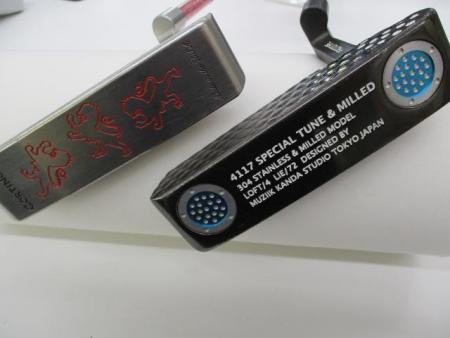 4117 SPECIAL TUNE & MILLED
304 STAINLESS & MILLED MODEL
LOFT/4 LIE/72 DESIGNED BY
MUZIIK KANDA STUDIO TOKYO JAPAN